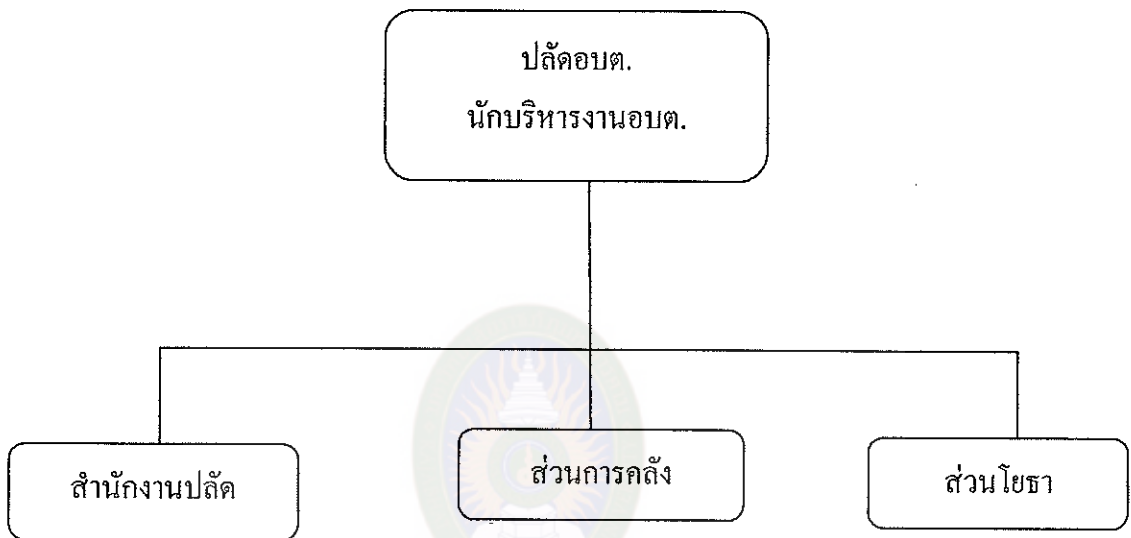 ปลัดอบต.
นักบริหารงานอบต.
สำนักงานปลัด
ส่วนการคลัง
ส่วนโยธา